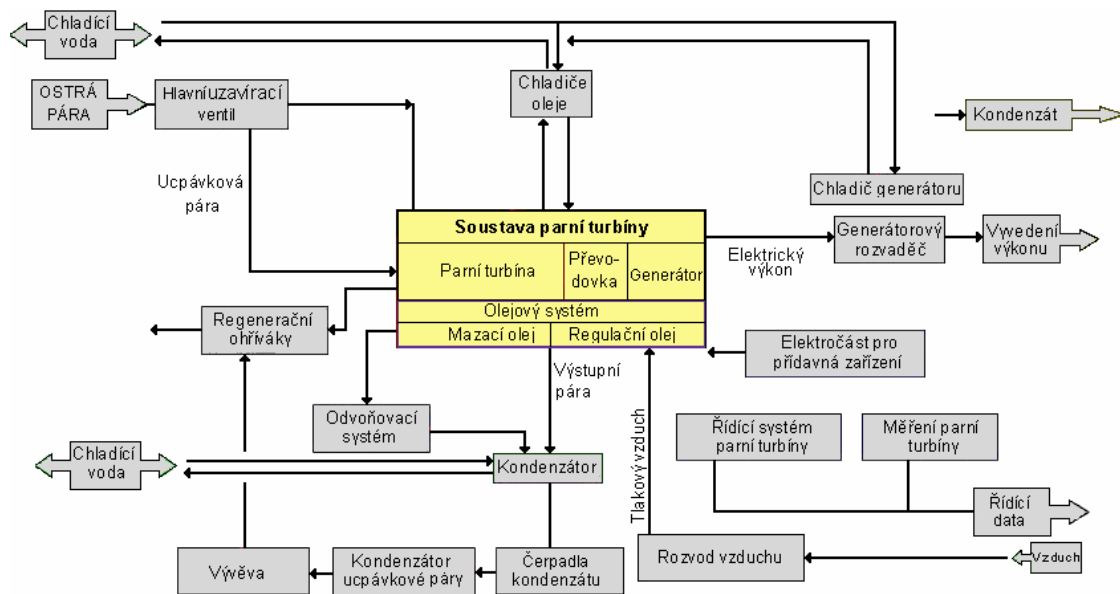 Chladící
voda
OSTRÁ
PÁRA
Hlavníuzavírací
ventil
Chladiče
oleje
Kondenzát
Ucpávková
pára
Chladič generátoru
Soustava parní turbíny
Parní turbína
Převo-
dovka
Generátor
Elektrický
výkon
Generátorový
rozvaděč
Vyvedení
výkonu
Olejový systém
Mazací olej
Regulační olej
Regenerační
ohříváky
Elektročást pro
přídavná zařízení
Výstupní
pára
Odvoňovací
systém
Tlakový vzduch
Řídící systém
parní turbíny
Měření parní
turbíny
Chladící
voda
Kondenzátor
Řídící
data
Vývěva
Kondenzátor
ucpávkové páry
Čerpadla
kondenzátu
Rozvod vzduchu
Vzduch